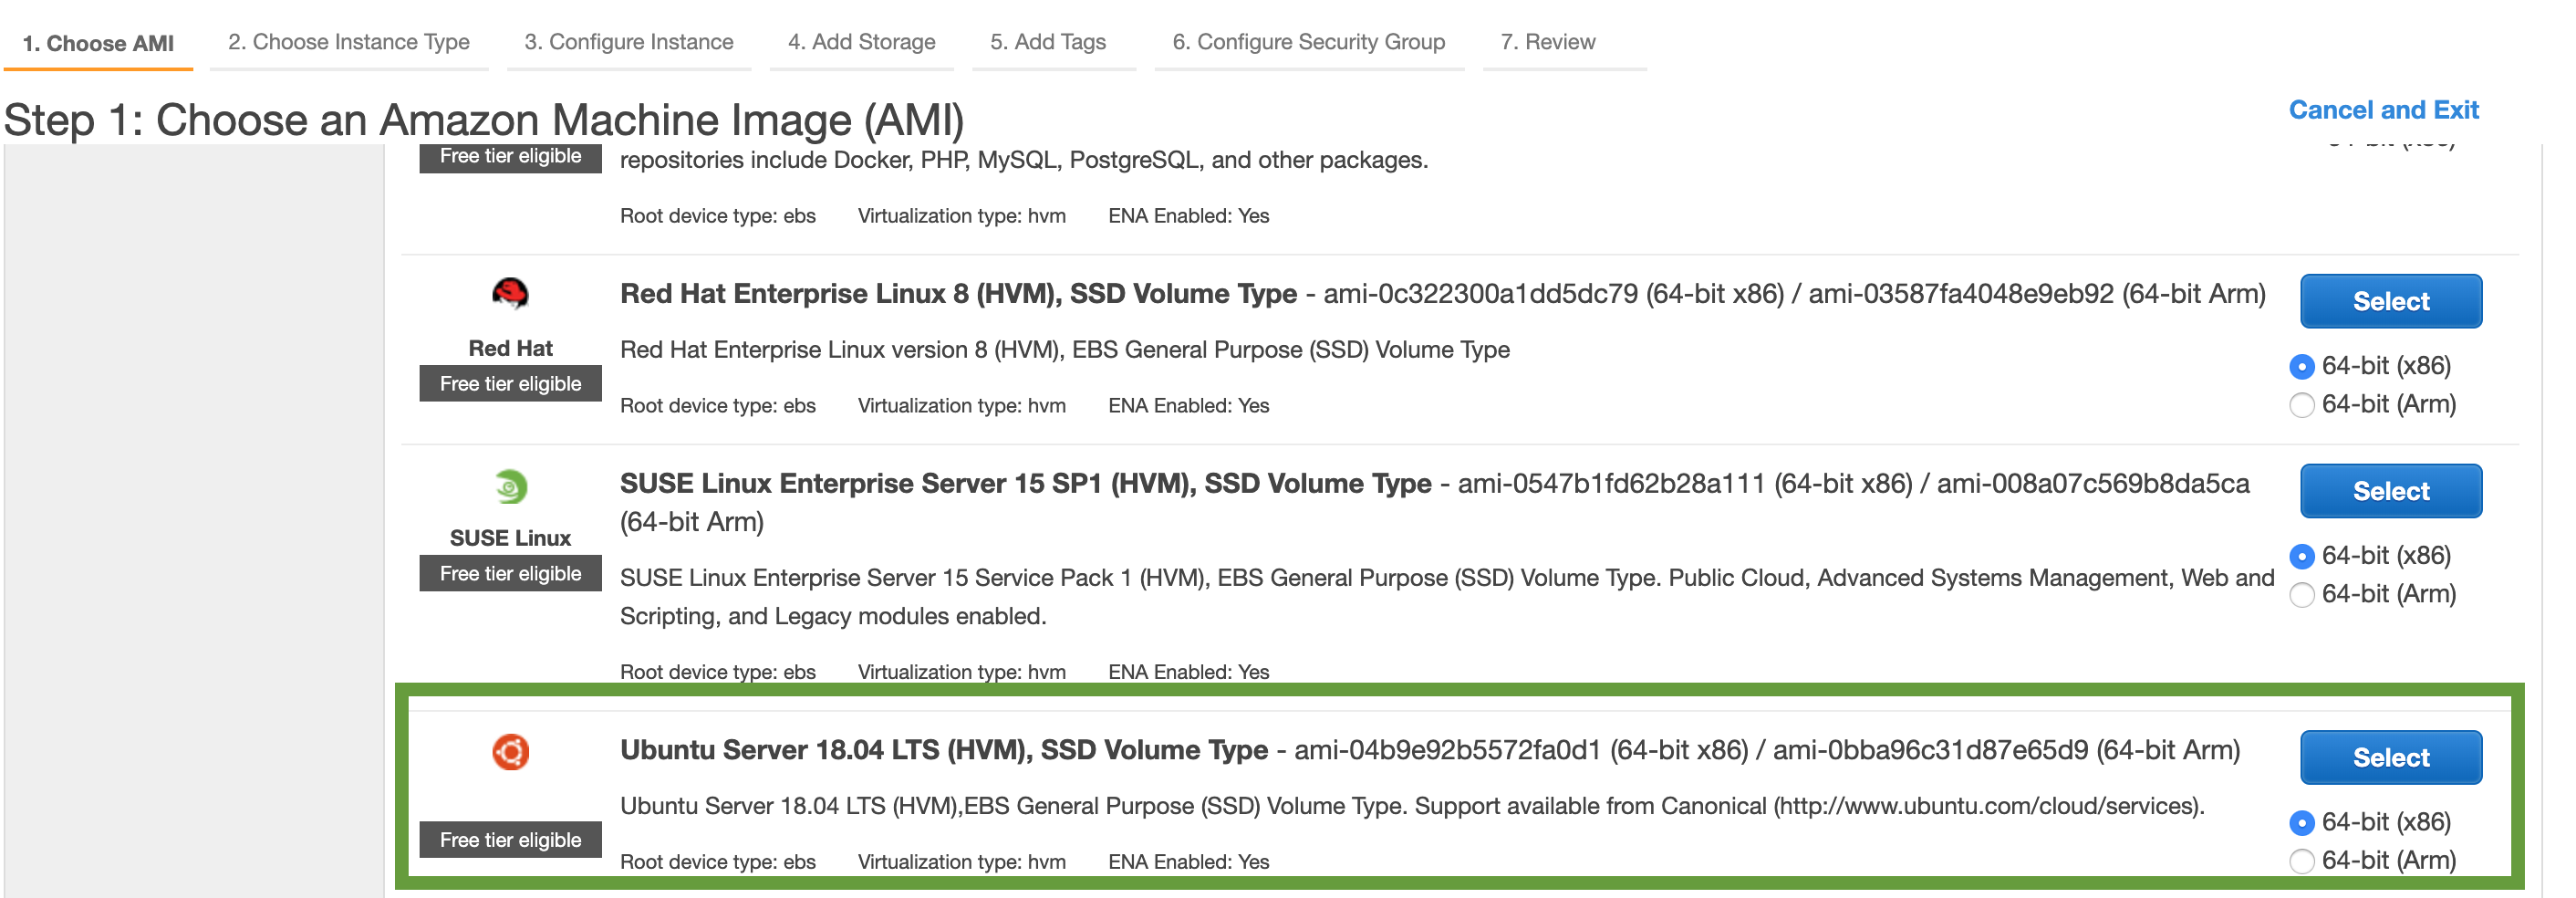 1. Choose AMI 2. Choose Instance Type 3. Configure Instance 4. Add Storage 5. Add Tags 6. Configure Security Group 7. Review
Step 1: Choose an Amazon Machine Image (AMI)
Cancel and Exit
Free tier eligible
repositories include Docker, PHP, MySQL, PostgreSQL, and other packages.
Root device type: ebs Virtualization type: hvm ENA Enabled: Yes
Red Hat
Free tier eligible
Red Hat Enterprise Linux 8 (HVM), SSD Volume Type - ami-0c322300a1dd5dc79 (64-bit x86) / ami-03587fa4048e9eb92 (64-bit Arm)
Red Hat Enterprise Linux version 8 (HVM), EBS General Purpose (SSD) Volume Type
Root device type: ebs Virtualization type: hvm ENA Enabled: Yes
Select
64-bit (x86)
64-bit (Arm)
SUSE Linux
Free tier eligible
SUSE Linux Enterprise Server 15 SP1 (HVM), SSD Volume Type - ami-0547b1fd62b28a111 (64-bit x86) / ami-008a07c569b8da5ca
(64-bit Arm)
SUSE Linux Enterprise Server 15 Service Pack 1 (HVM), EBS General Purpose (SSD) Volume Type. Public Cloud, Advanced Systems Management, Web and
Scripting, and Legacy modules enabled.
Root device type: ebs Virtualization type: hvm ENA Enabled: Yes
Select
64-bit (x86)
64-bit (Arm)
Free tier eligible
Ubuntu Server 18.04 LTS (HVM), SSD Volume Type - ami-04b9e92b5572fa0d1 (64-bit x86) / ami-0bba96c31d87e65d9 (64-bit Arm)
Ubuntu Server 18.04 LTS (HVM),EBS General Purpose (SSD) Volume Type. Support available from Canonical (http://www.ubuntu.com/cloud/services).
Root device type: ebs Virtualization type: hvm ENA Enabled: Yes
Select
64-bit (x86)
64-bit (Arm)